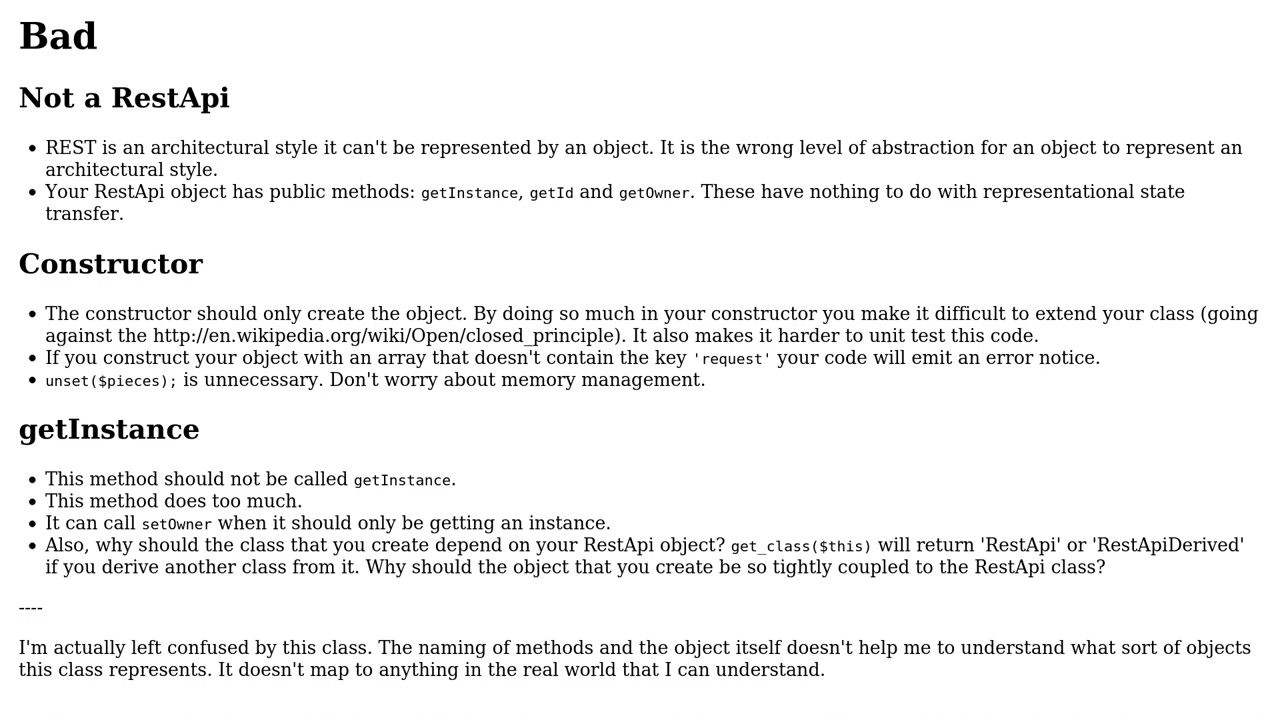 Bad
Not a RestApi
• REST is an architectural style it can't be represented by an object. It is the wrong level of abstraction for an object to represent an
architectural style.
• Your RestApi object has public methods: getInstance, getId and getOwner. These have nothing to do with representational state
transfer.
Constructor
• The constructor should only create the object. By doing so much in your constructor you make it difficult to extend your class (going
against the http://en.wikipedia.org/wiki/Open/closed_principle). It also makes it harder to unit test this code.
• If you construct your object with an array that doesn't contain the key 'request' your code will emit an error notice.
• unset($pieces); is unnecessary. Don't worry about memory management.
getInstance
• This method should not be called getInstance.
• This method does too much.
• It can call setOwner when it should only be getting an instance.
• Also, why should the class that you create depend on your RestApi object? get_class($this) will return 'RestApi' or 'RestApiDerived'
if you derive another class from it. Why should the object that you create be so tightly coupled to the RestApi class?
----
I'm actually left confused by this class. The naming of methods and the object itself doesn't help me to understand what sort of objects
this class represents. It doesn't map to anything in the real world that I can understand.